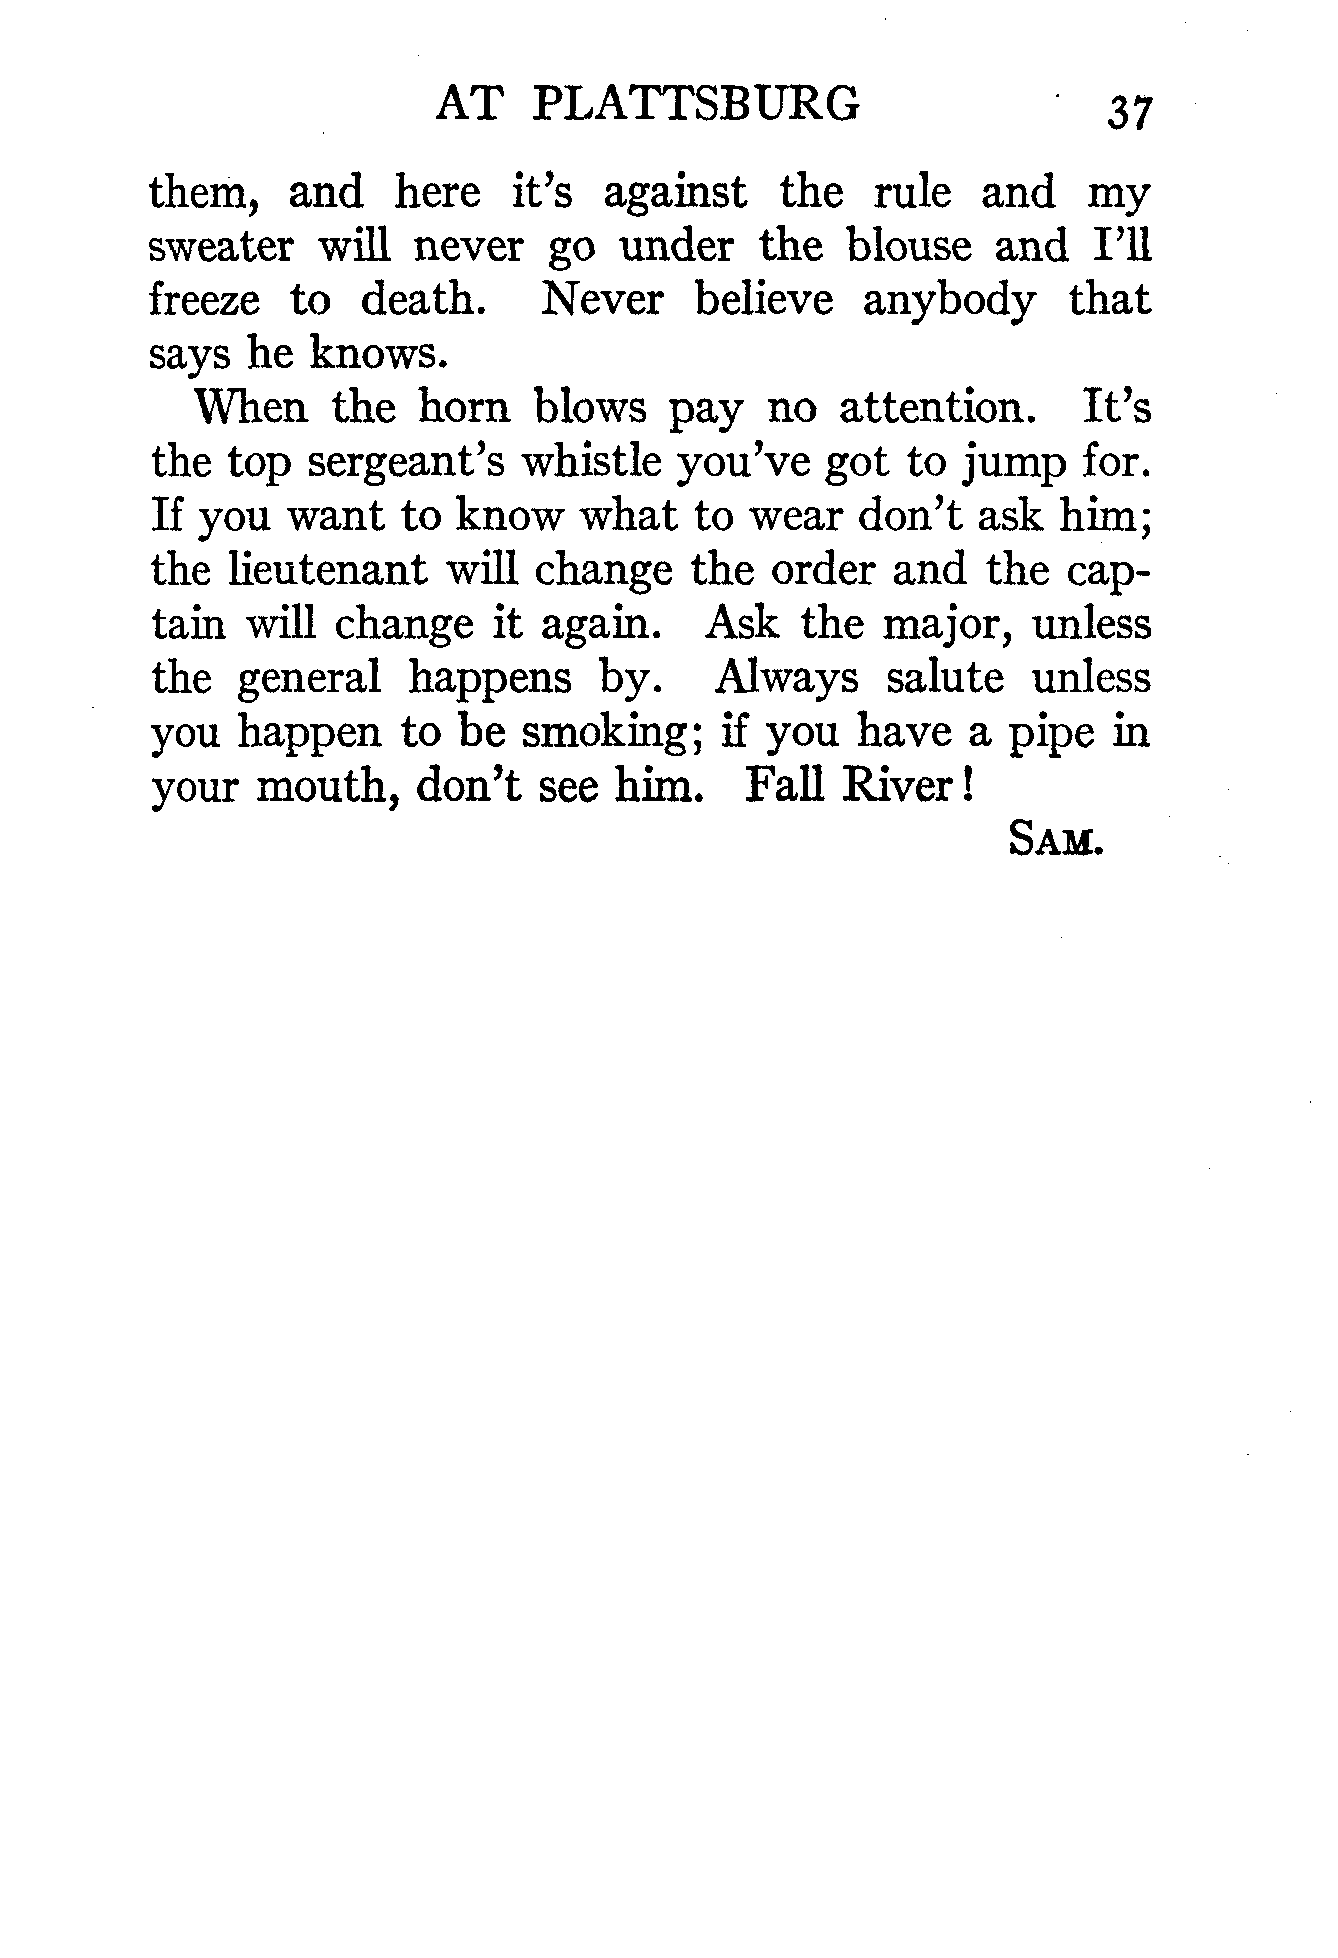 AT PLATTSBURG 37
them, and here it's against the rule and my
sweater will never go under the blouse and I'll
freeze to death. Never believe anybody that
says he knows.
When the horn blows pay no attention. It's
the top sergeant's whistle you've got to jump for.
If you want to know what to wear don't ask him;
the lieutenant will change the order and the cap-
tain will change it again. Ask the major, unless
the general happens by. Always salute unless
you happen to be smoking; if you have a pipe in
your mouth, don't see him. Fall River!
SAM.